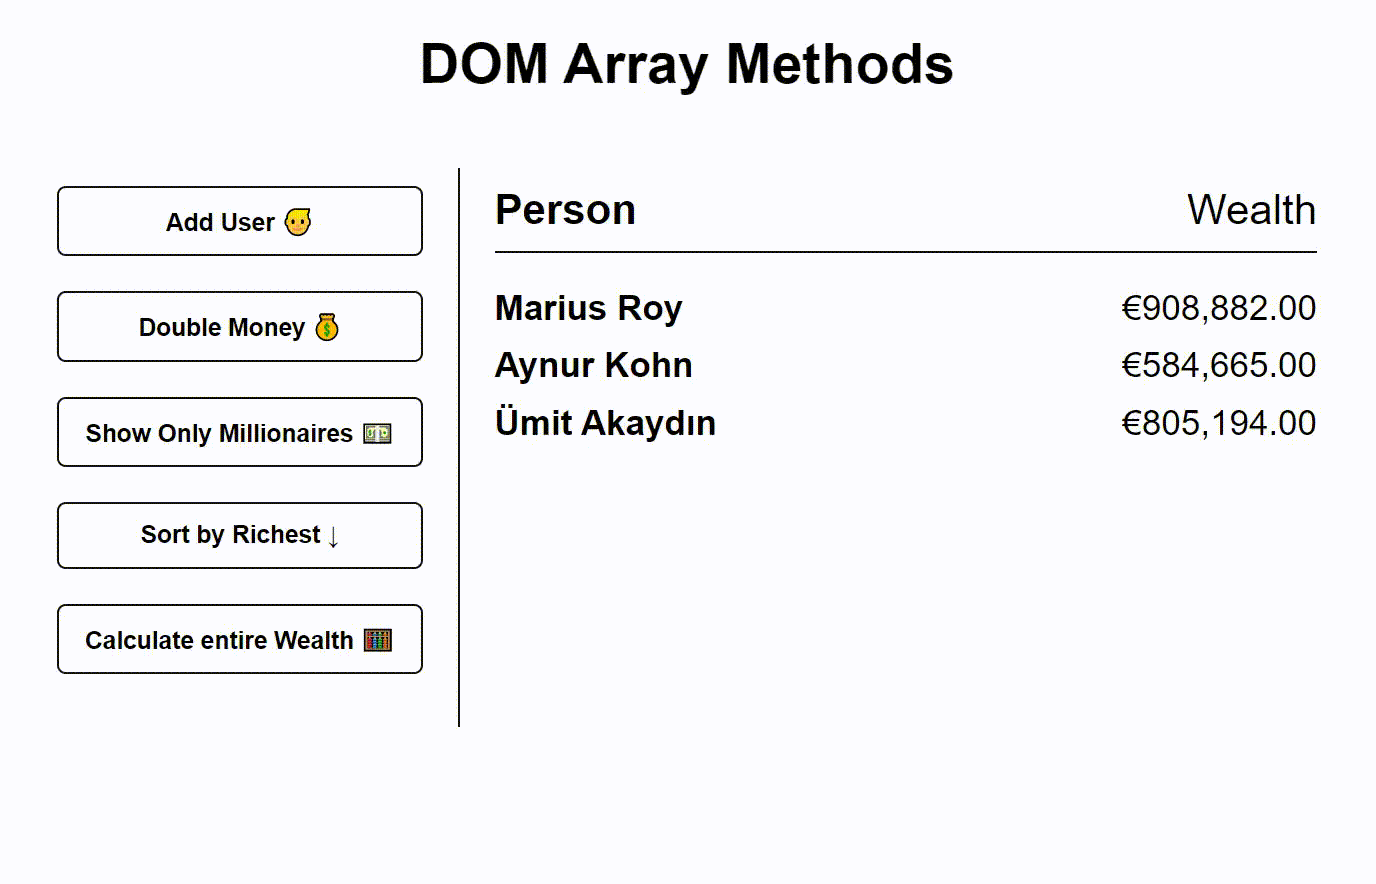 DOM Array Methods
Add User
Double Money
Show Only Millionaires
Sort by Richest ↓
Calculate entire Wealth
Person Wealth
Marius Roy €908,882.00
Aynur Kohn €584,665.00
Ümit Akaydın €805,194.00